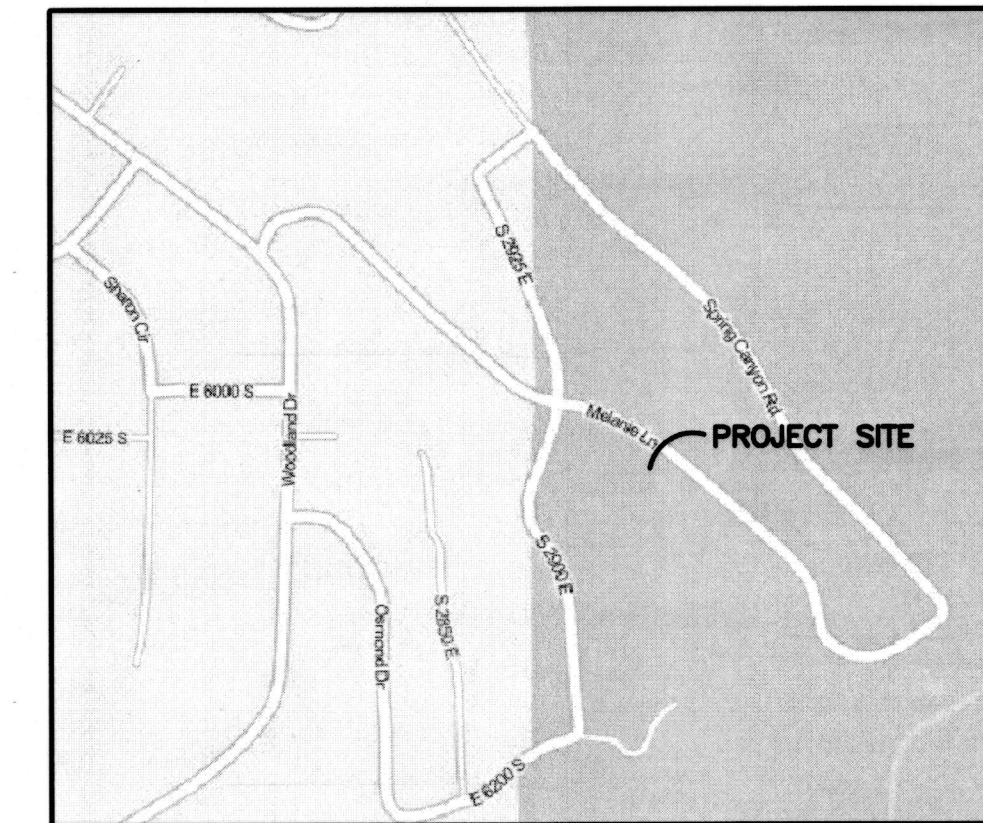 S 2925 E
Sharon Cir
Spring Canyon Rd
E 6000 S
Woodland Dr
Melanie Ln
E 6025 S
PROJECT SITE
S 2900 E
Osmond Dr
S 2850 E
E 6200 S